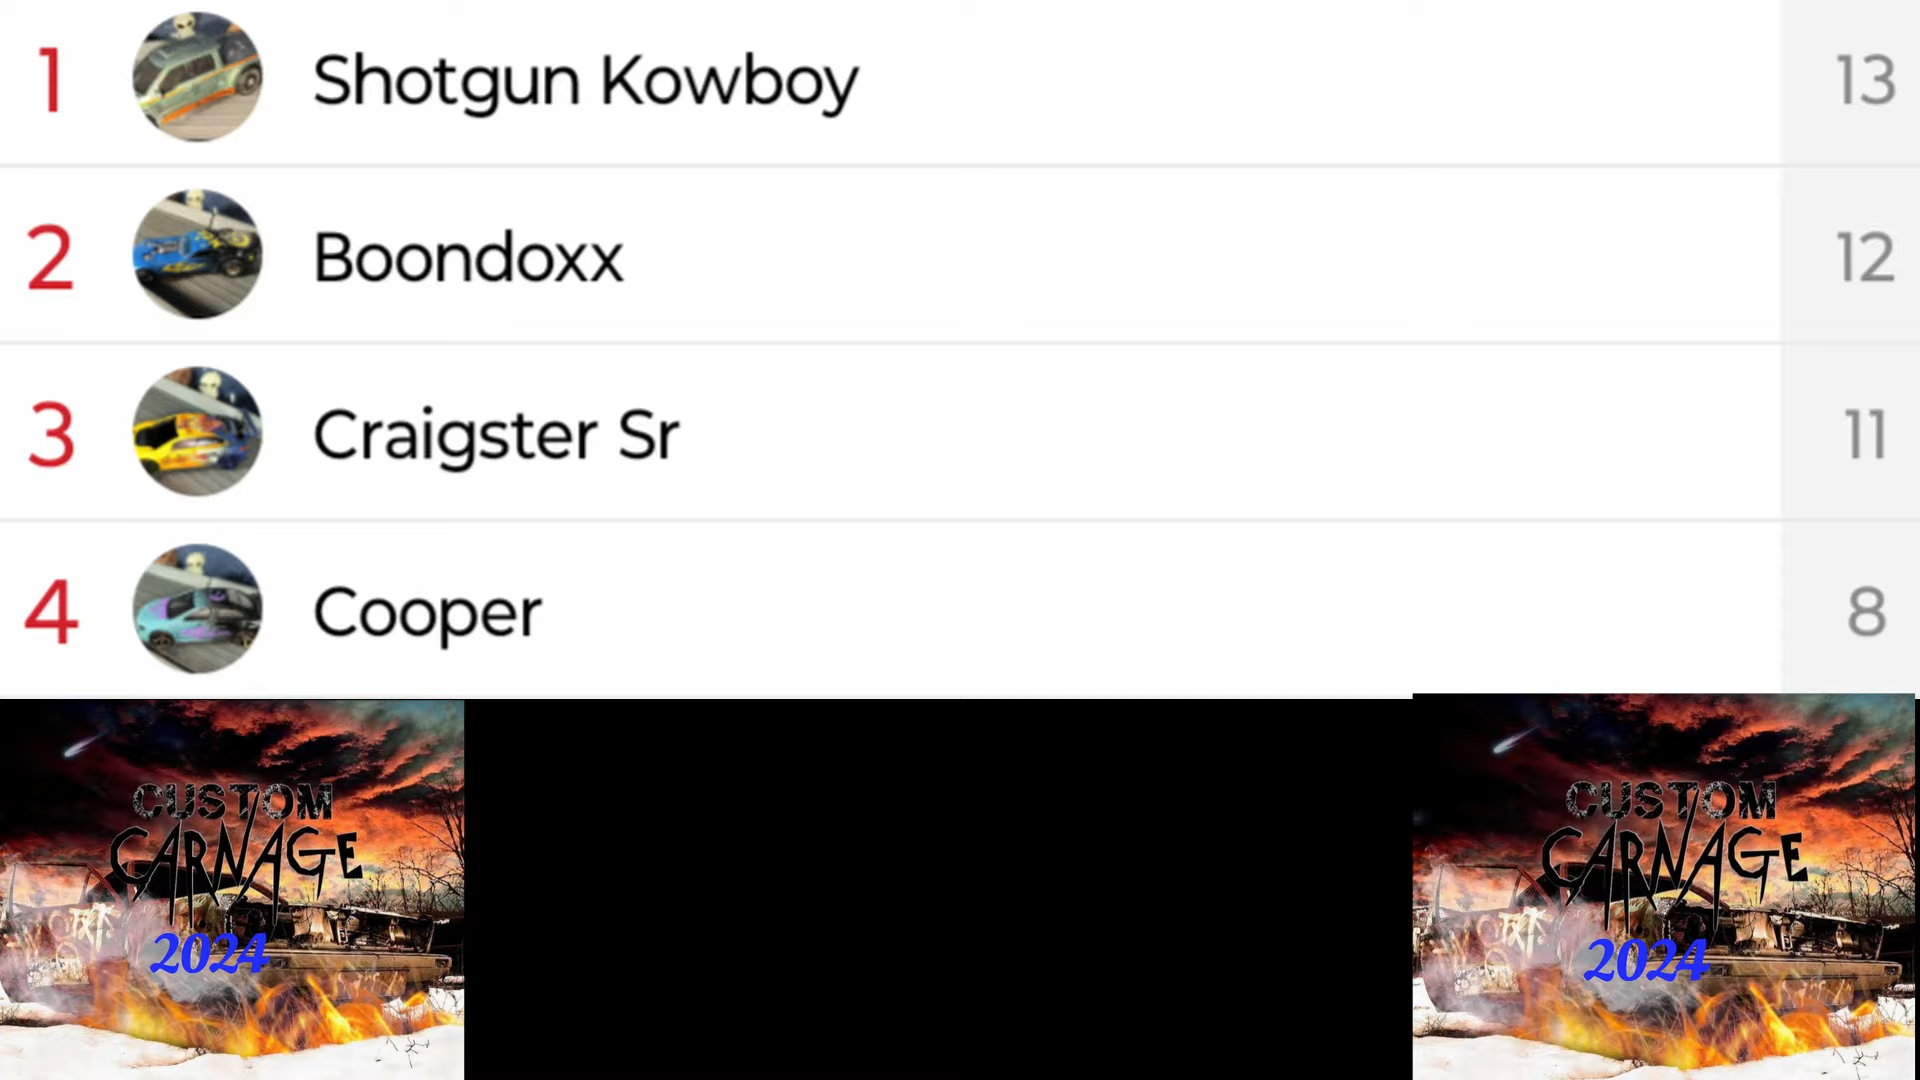 1 Shotgun Kowboy 13
2 Boondoxx 12
3 Craigster Sr 11
4 Cooper 8
CUSTOM
CARNAGE
2024
CUSTOM
CARNAGE
2024